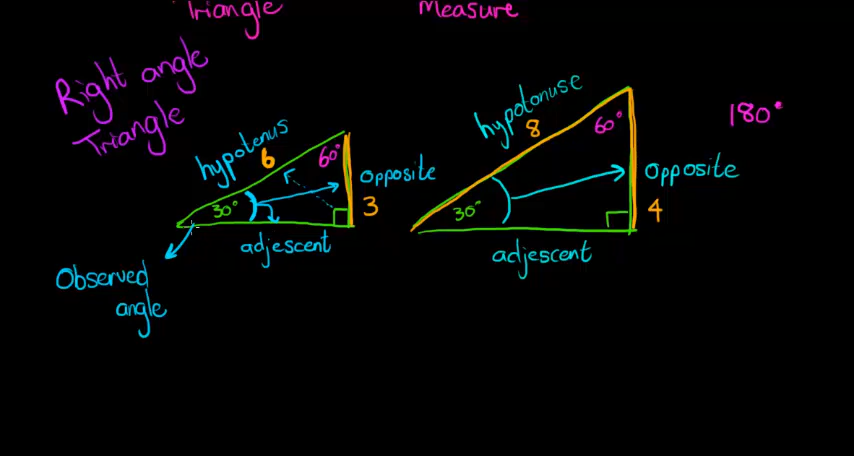 Triangle
Measure
Right angle
Triangle
hypotenus
6
60°
30°
Opposite
3
adjescent
Observed
angle
hypotonuse
8
60°
30°
Opposite
4
adjescent
180°